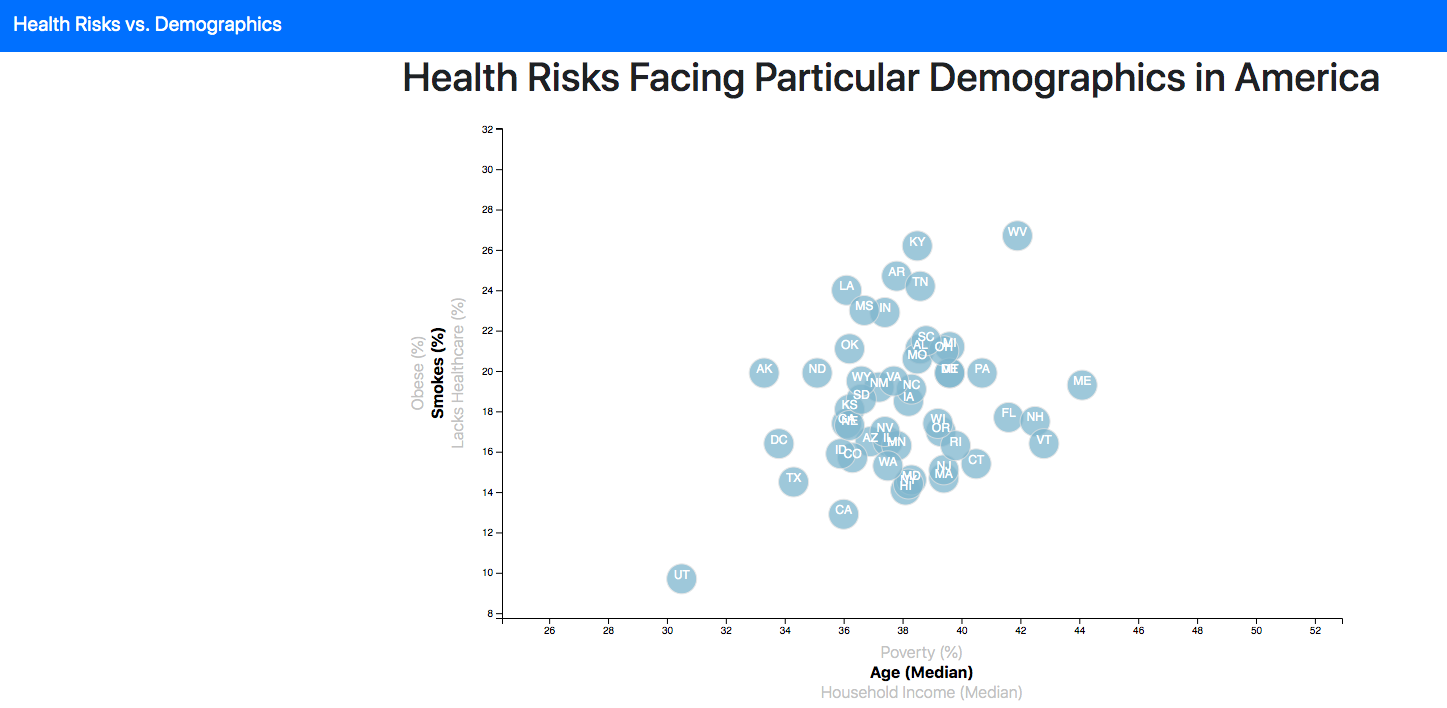 Health Risks vs. Demographics
Health Risks Facing Particular Demographics in America
32
30
28
26
24
22
20
18
16
14
12
10
8
Obese (%)
Smokes (%)
Lacks Healthcare (%)
WV
KY
AR
TN
LA
MS IN
SC
MI
OK
AL OH
MO
AK ND PA
WY VA
NM NC
ME
SD IA
KS
FL NH
WI
NV OR
DC AZ MN RI VT
ID CO
WA CT
NJ
TX MD MA
HI
CA
UT
26 28 30 32 34 36 38 40 42 44 46 48 50 52
Poverty (%)
Age (Median)
Household Income (Median)